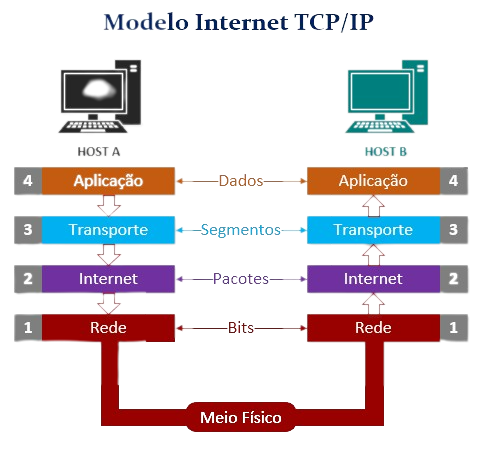 Modelo Internet TCP/IP
HOST A
HOST B
4 Aplicação Dados Aplicação 4
3 Transporte Segmentos Transporte 3
2 Internet Pacotes Internet 2
1 Rede Bits Rede 1
Meio Físico